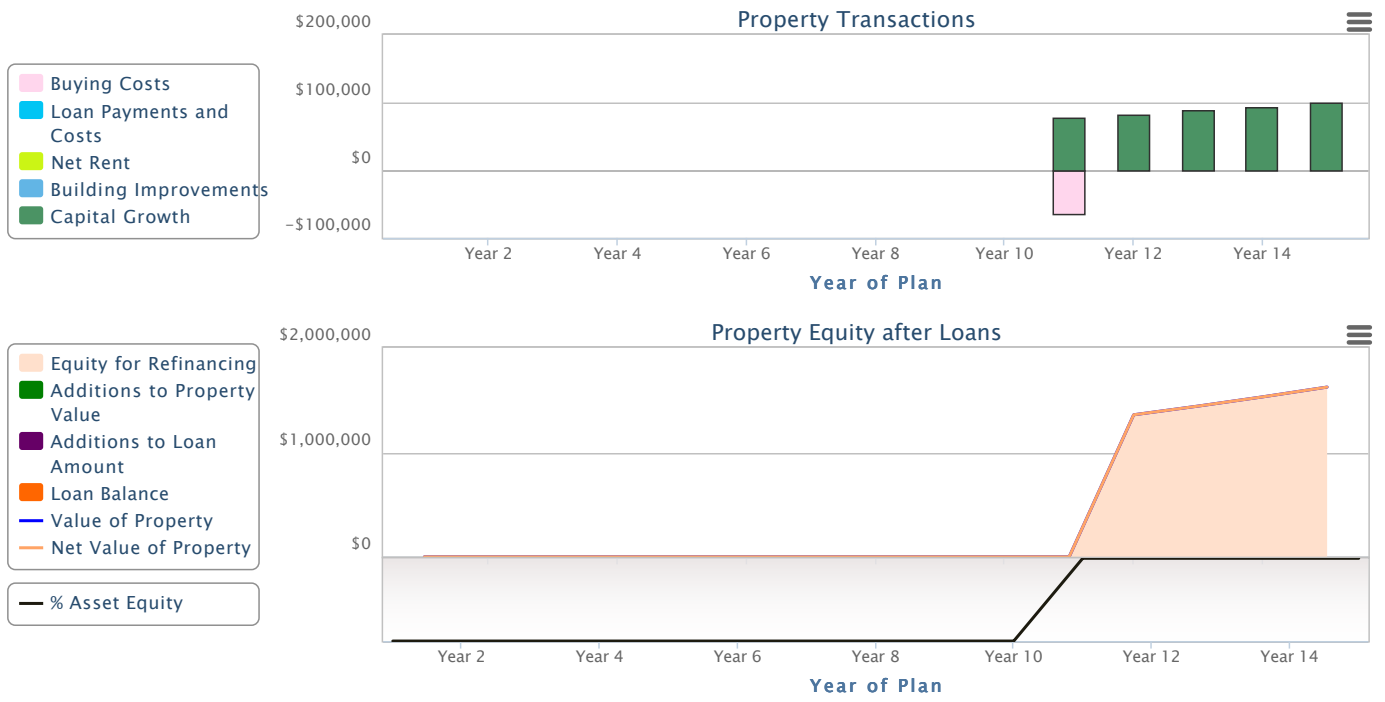 Property Transactions
$200,000
$100,000
$0
-$100,000
Buying Costs
Loan Payments and
Costs
Net Rent
Building Improvements
Capital Growth
Year 2
Year 4
Year 6
Year 8
Year 10
Year 12
Year 14
Year of Plan
Property Equity after Loans
$2,000,000
$1,000,000
$0
Equity for Refinancing
Additions to Property
Value
Additions to Loan
Amount
Loan Balance
Value of Property
Net Value of Property
% Asset Equity
Year 2
Year 4
Year 6
Year 8
Year 10
Year 12
Year 14
Year of Plan